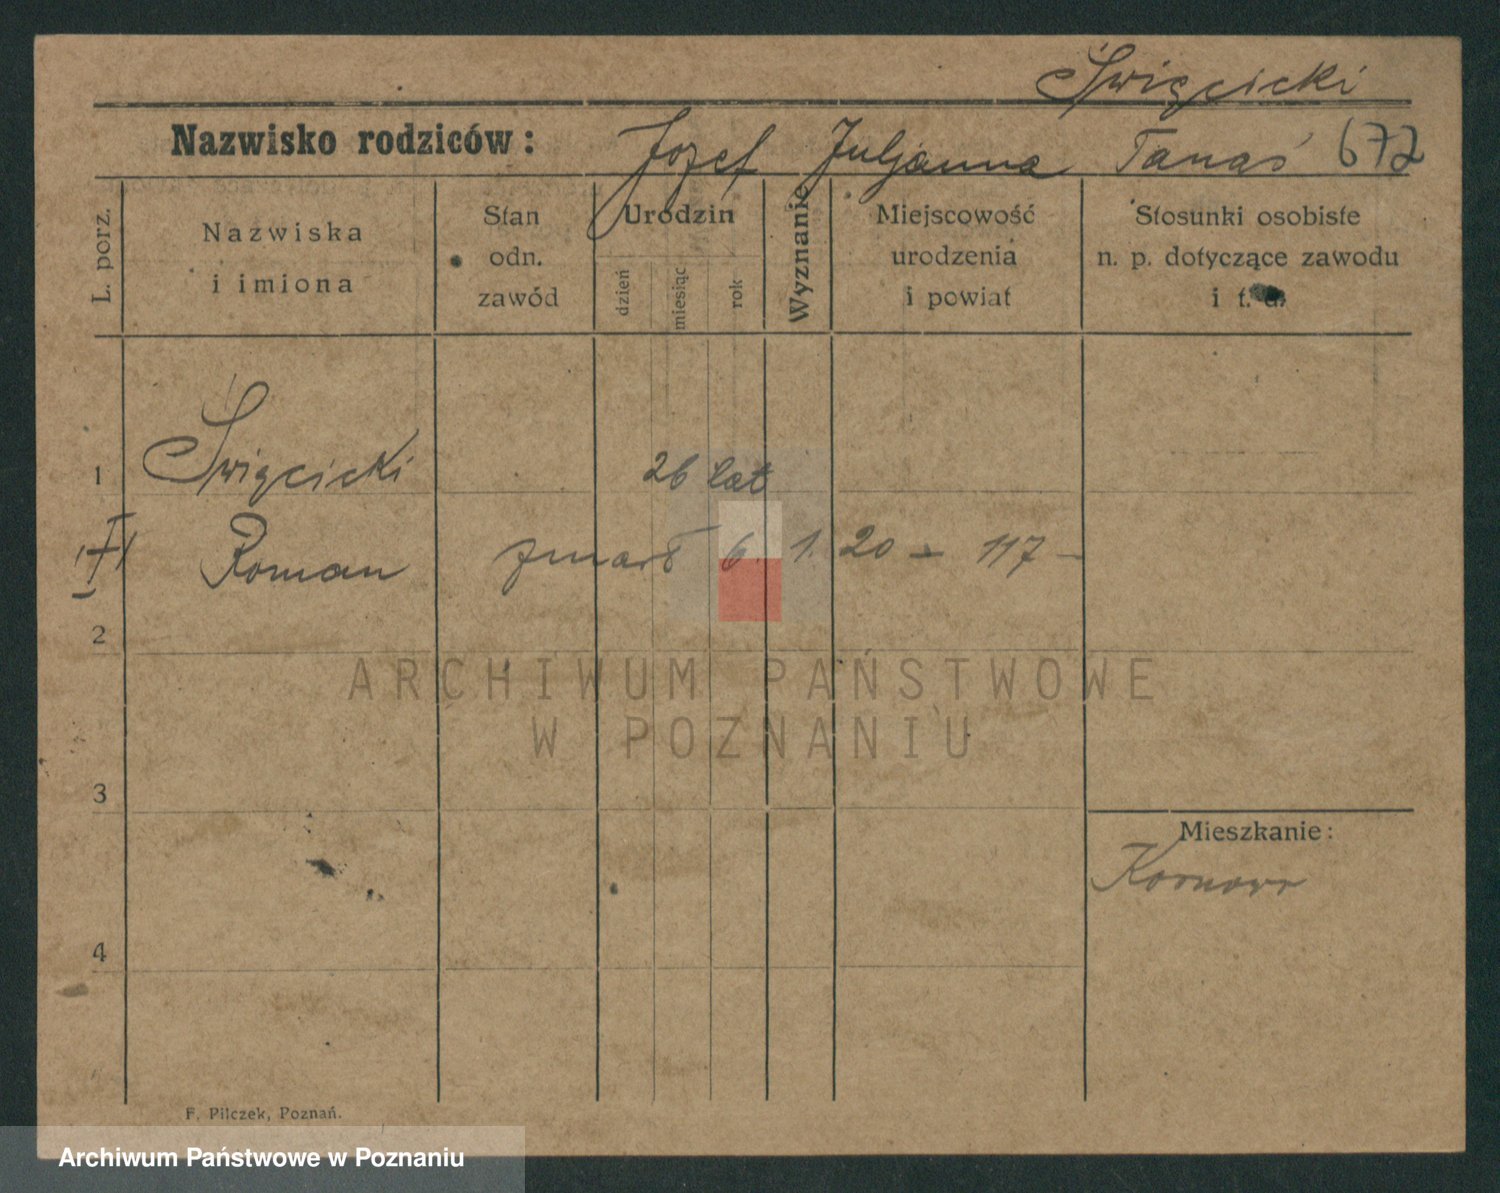 Święcicki
Nazwisko rodziców: Józef Juljanna Tanaś 672
L. porz.
Nazwiska
i imiona
Stan
odn.
zawód
Urodzin
dzień
miesiąc
rok
Wyznanie
Miejscowość
urodzenia
i powiat
Stosunki osobiste
n. p. dotyczące zawodu
i t. d.
1 Święcicki 26 lat
Roman zmarł 6. 1. 20 – 117 –
2
ARCHIWUM PAŃSTWOWE
W POZNANIU
3
Mieszkanie:
4
F. Pilczek, Poznań.
Archiwum Państwowe w Poznaniu